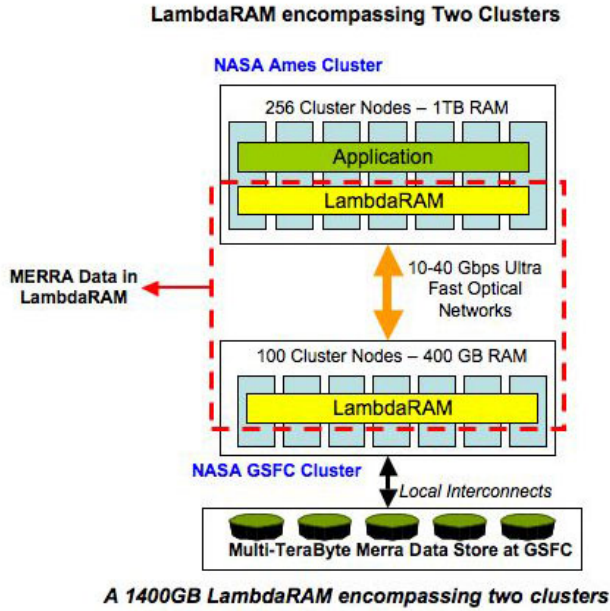 LambdaRAM encompassing Two Clusters
NASA Ames Cluster
256 Cluster Nodes – 1TB RAM
Application
LambdaRAM
MERRA Data in
LambdaRAM
10-40 Gbps Ultra
Fast Optical
Networks
100 Cluster Nodes – 400 GB RAM
LambdaRAM
NASA GSFC Cluster
Local Interconnects
Multi-TeraByte Merra Data Store at GSFC
A 1400GB LambdaRAM encompassing two clusters